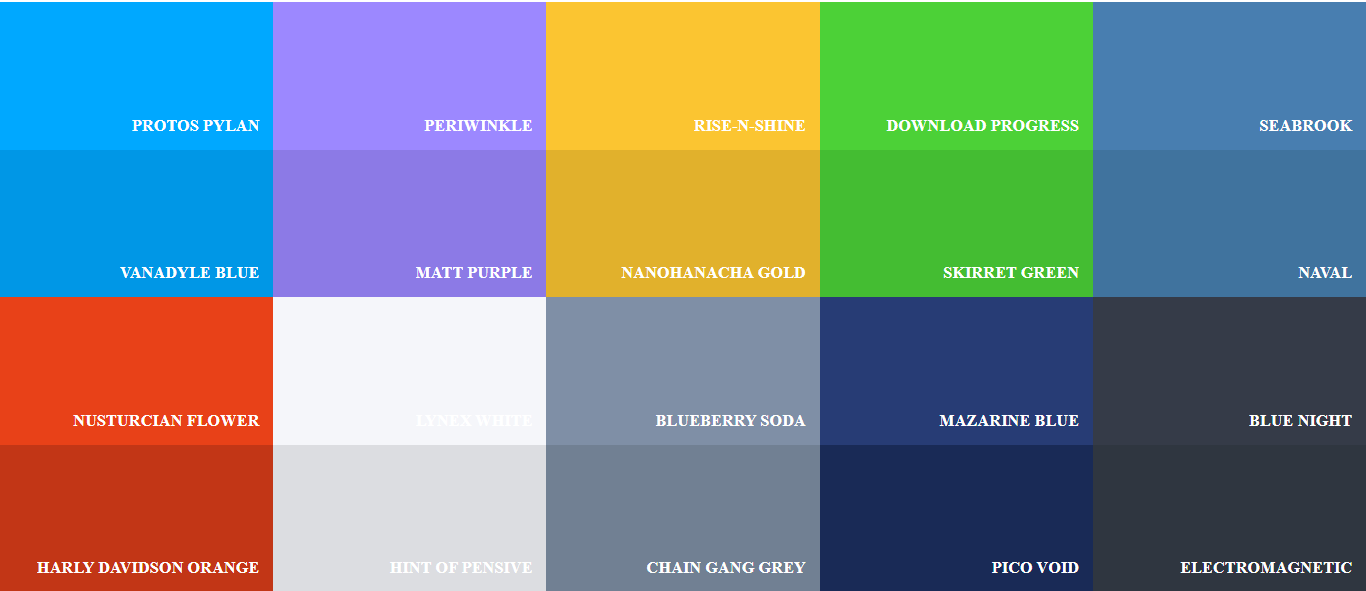 PROTOS PYLAN
PERIWINKLE
RISE-N-SHINE
DOWNLOAD PROGRESS
SEABROOK
VANADYLE BLUE
MATT PURPLE
NANOHANACHA GOLD
SKIRRET GREEN
NAVAL
NUSTURCIAN FLOWER
LYNEX WHITE
BLUEBERRY SODA
MAZARINE BLUE
BLUE NIGHT
HARLY DAVIDSON ORANGE
HINT OF PENSIVE
CHAIN GANG GREY
PICO VOID
ELECTROMAGNETIC